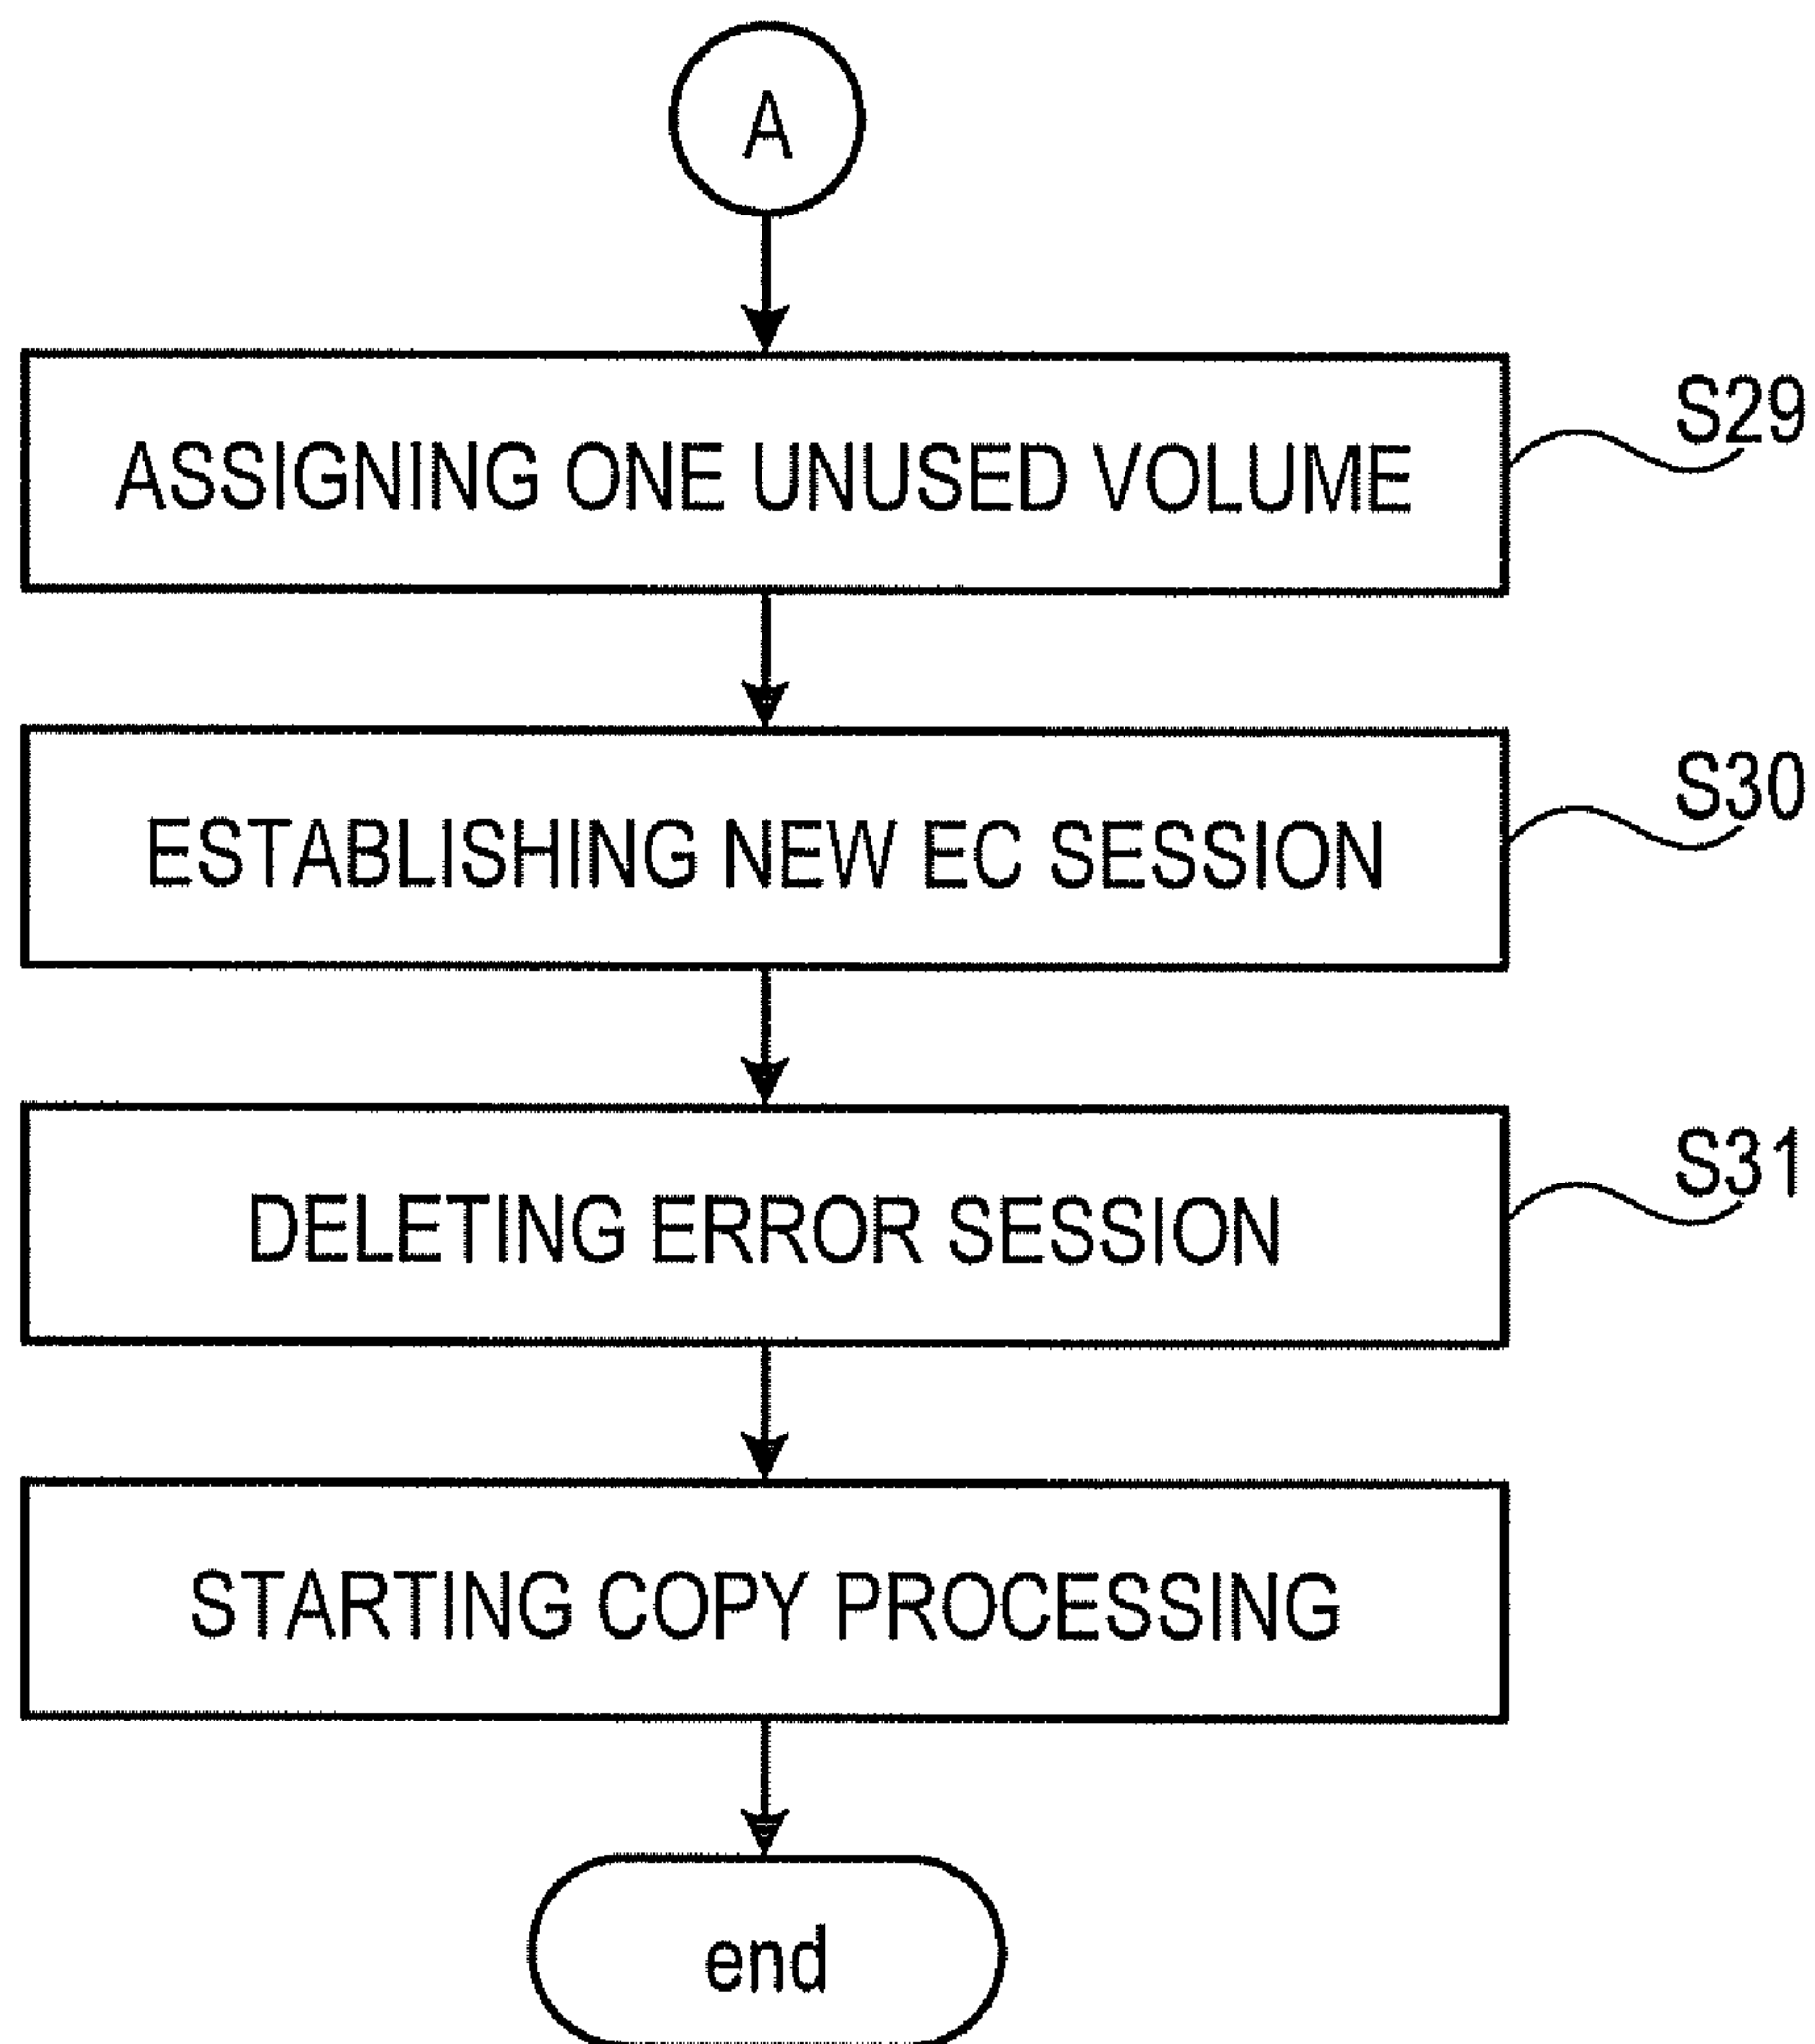 A
ASSIGNING ONE UNUSED VOLUME
S29
ESTABLISHING NEW EC SESSION
S30
DELETING ERROR SESSION
S31
STARTING COPY PROCESSING
end